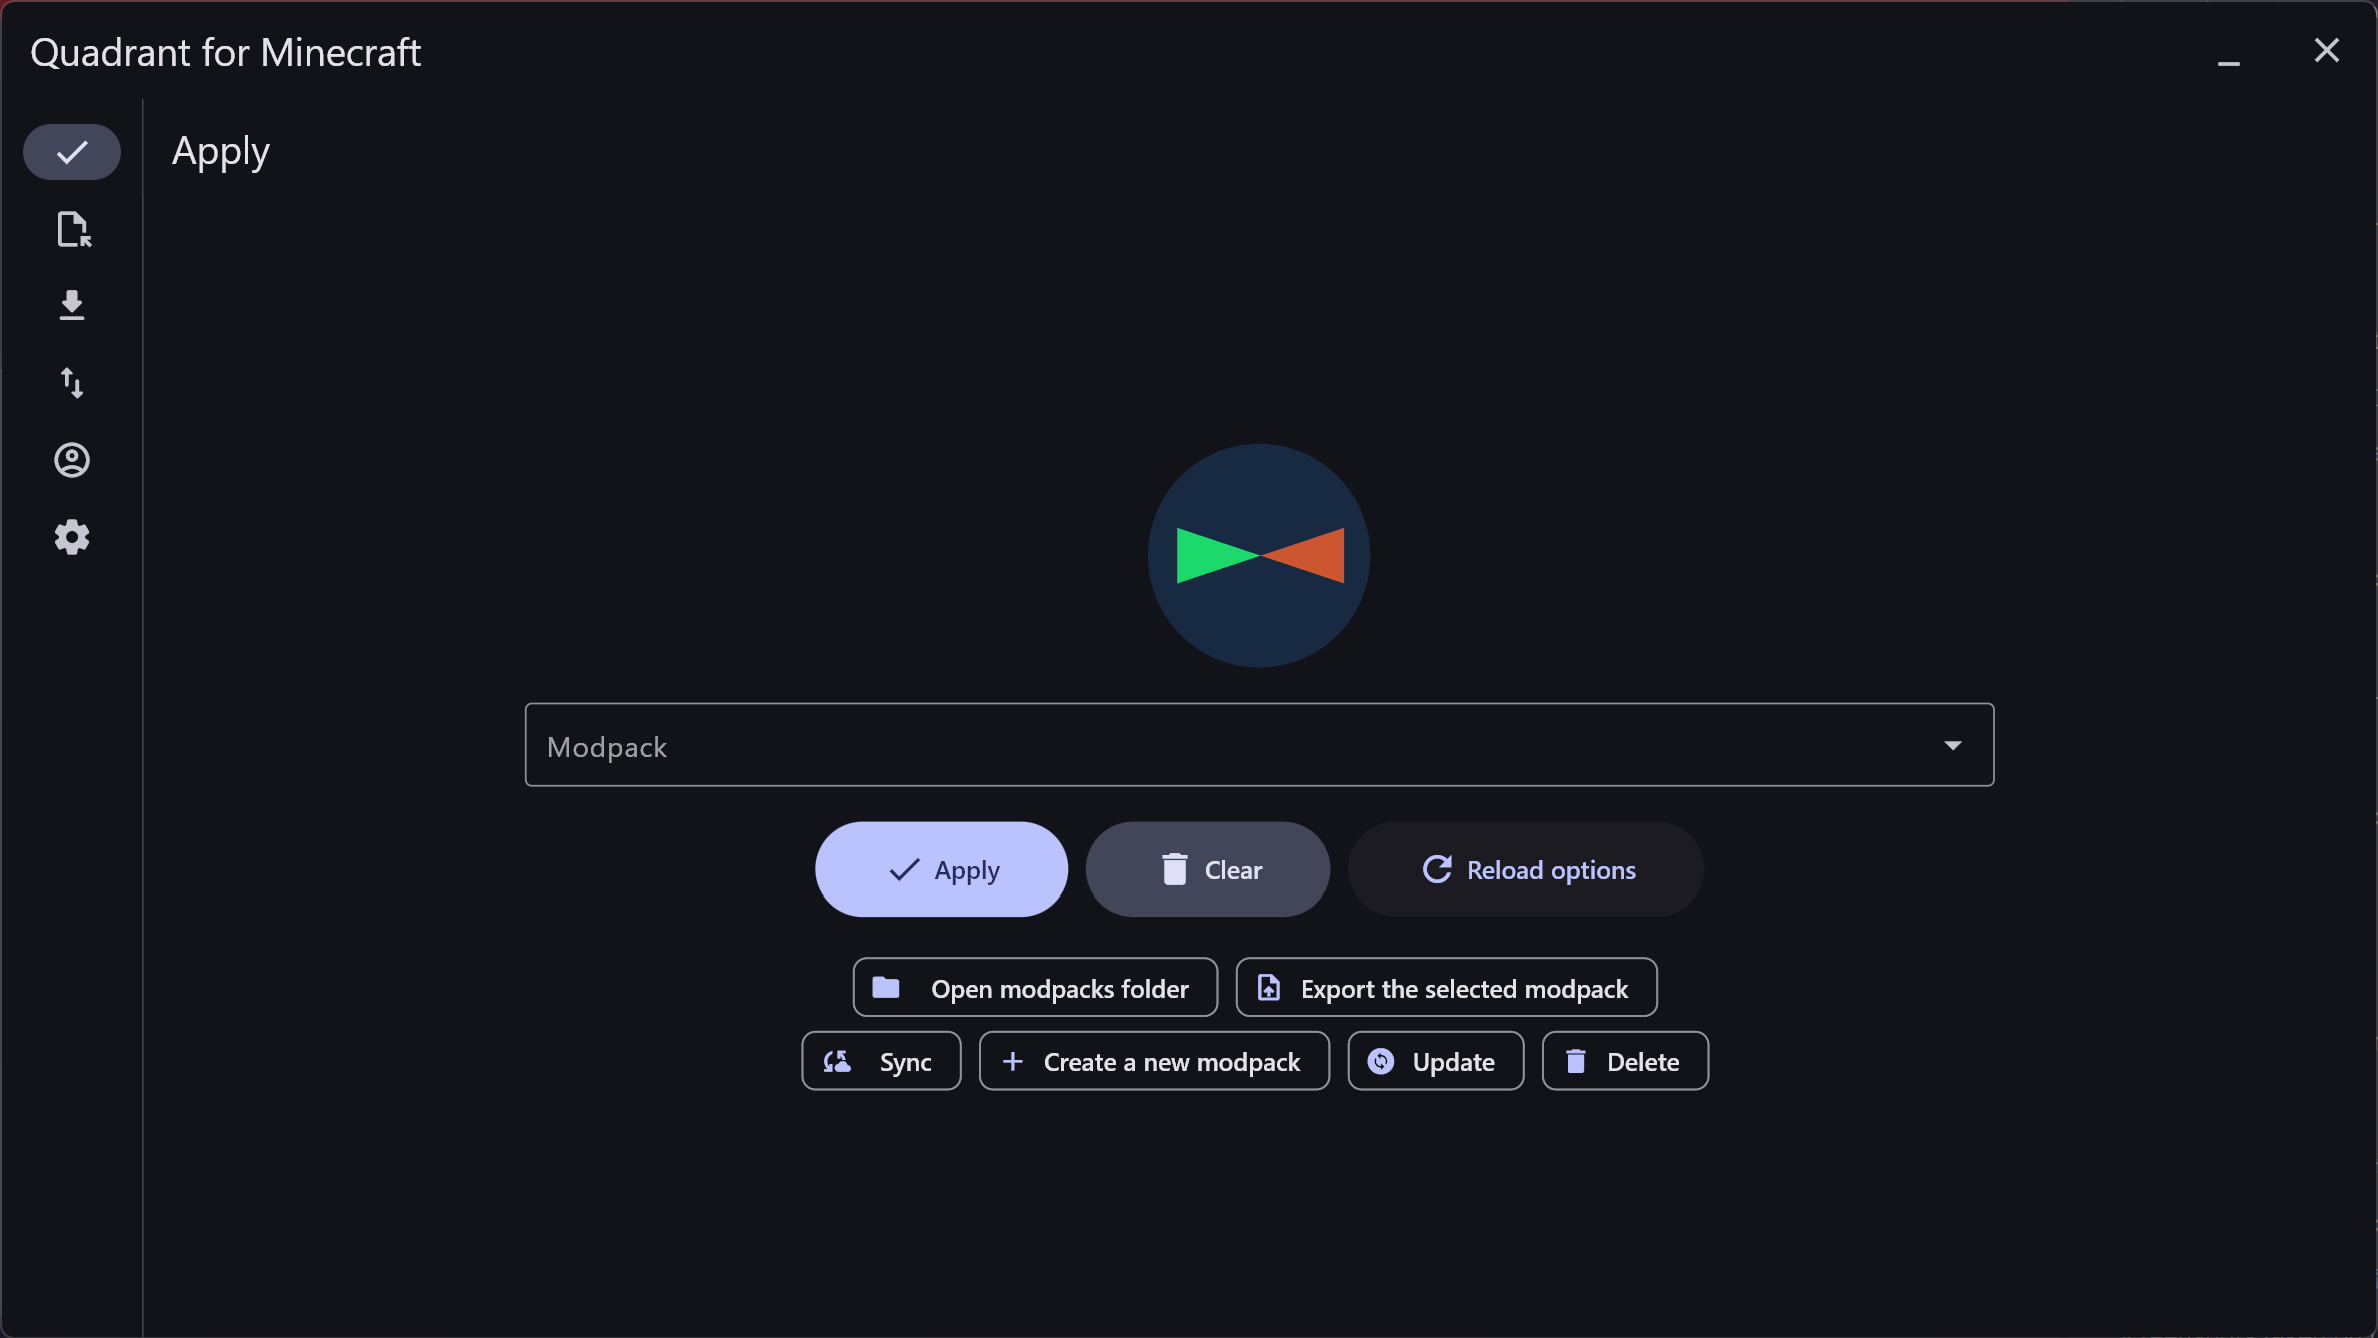 Quadrant for Minecraft
Apply
Modpack
Apply Clear Reload options
Open modpacks folder Export the selected modpack
Sync Create a new modpack Update Delete